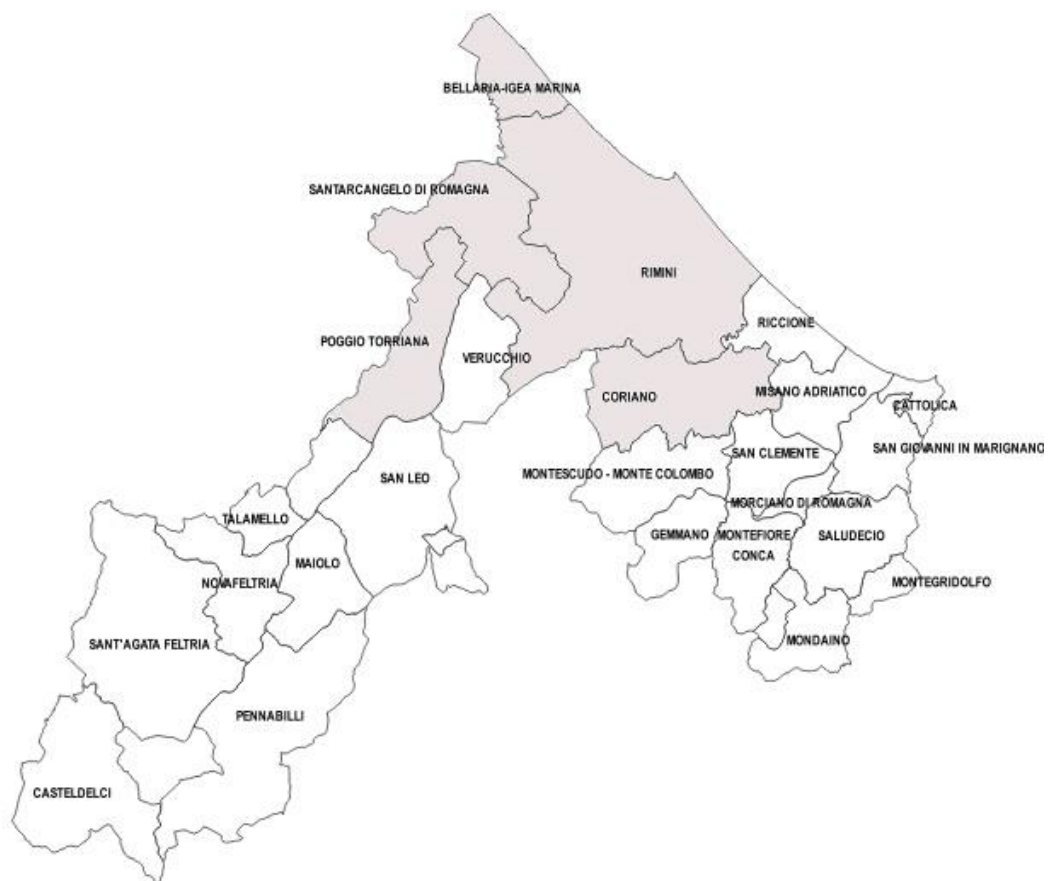 BELLARIA-IGEA MARINA
SANTARCANGELO DI ROMAGNA
RIMINI
RICCIONE
POGGIO TORRIANA
VERUCCHIO
MISANO ADRIATICO
CORIANO
CATTOLICA
SAN GIOVANNI IN MARIGNANO
SAN CLEMENTE
MONTESCUDO - MONTE COLOMBO
SAN LEO
MORCIANO DI ROMAGNA
TALAMELLO
GEMMANO
MONTEFIORE
CONCA
SALUDECIO
MAIOLO
NOVAFELTRIA
MONTEGRIDOLFO
MONDAINO
SANT'AGATA FELTRIA
PENNABILLI
CASTELDELCI